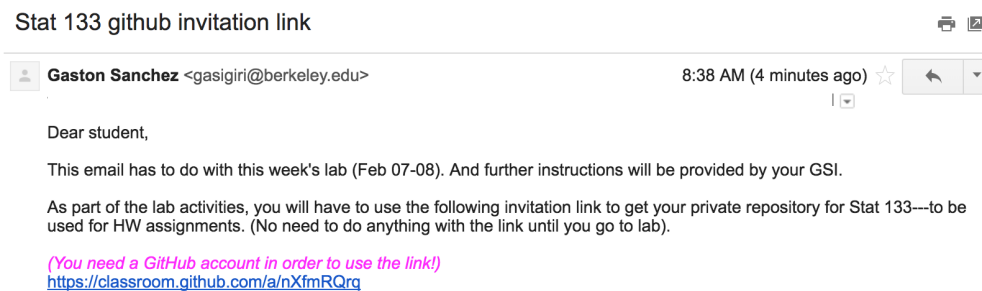 Stat 133 github invitation link
Gaston Sanchez <gasigiri@berkeley.edu> 8:38 AM (4 minutes ago)
Dear student,
This email has to do with this week's lab (Feb 07-08). And further instructions will be provided by your GSI.
As part of the lab activities, you will have to use the following invitation link to get your private repository for Stat 133---to be
used for HW assignments. (No need to do anything with the link until you go to lab).
(You need a GitHub account in order to use the link!)
https://classroom.github.com/a/nXfmRQrq